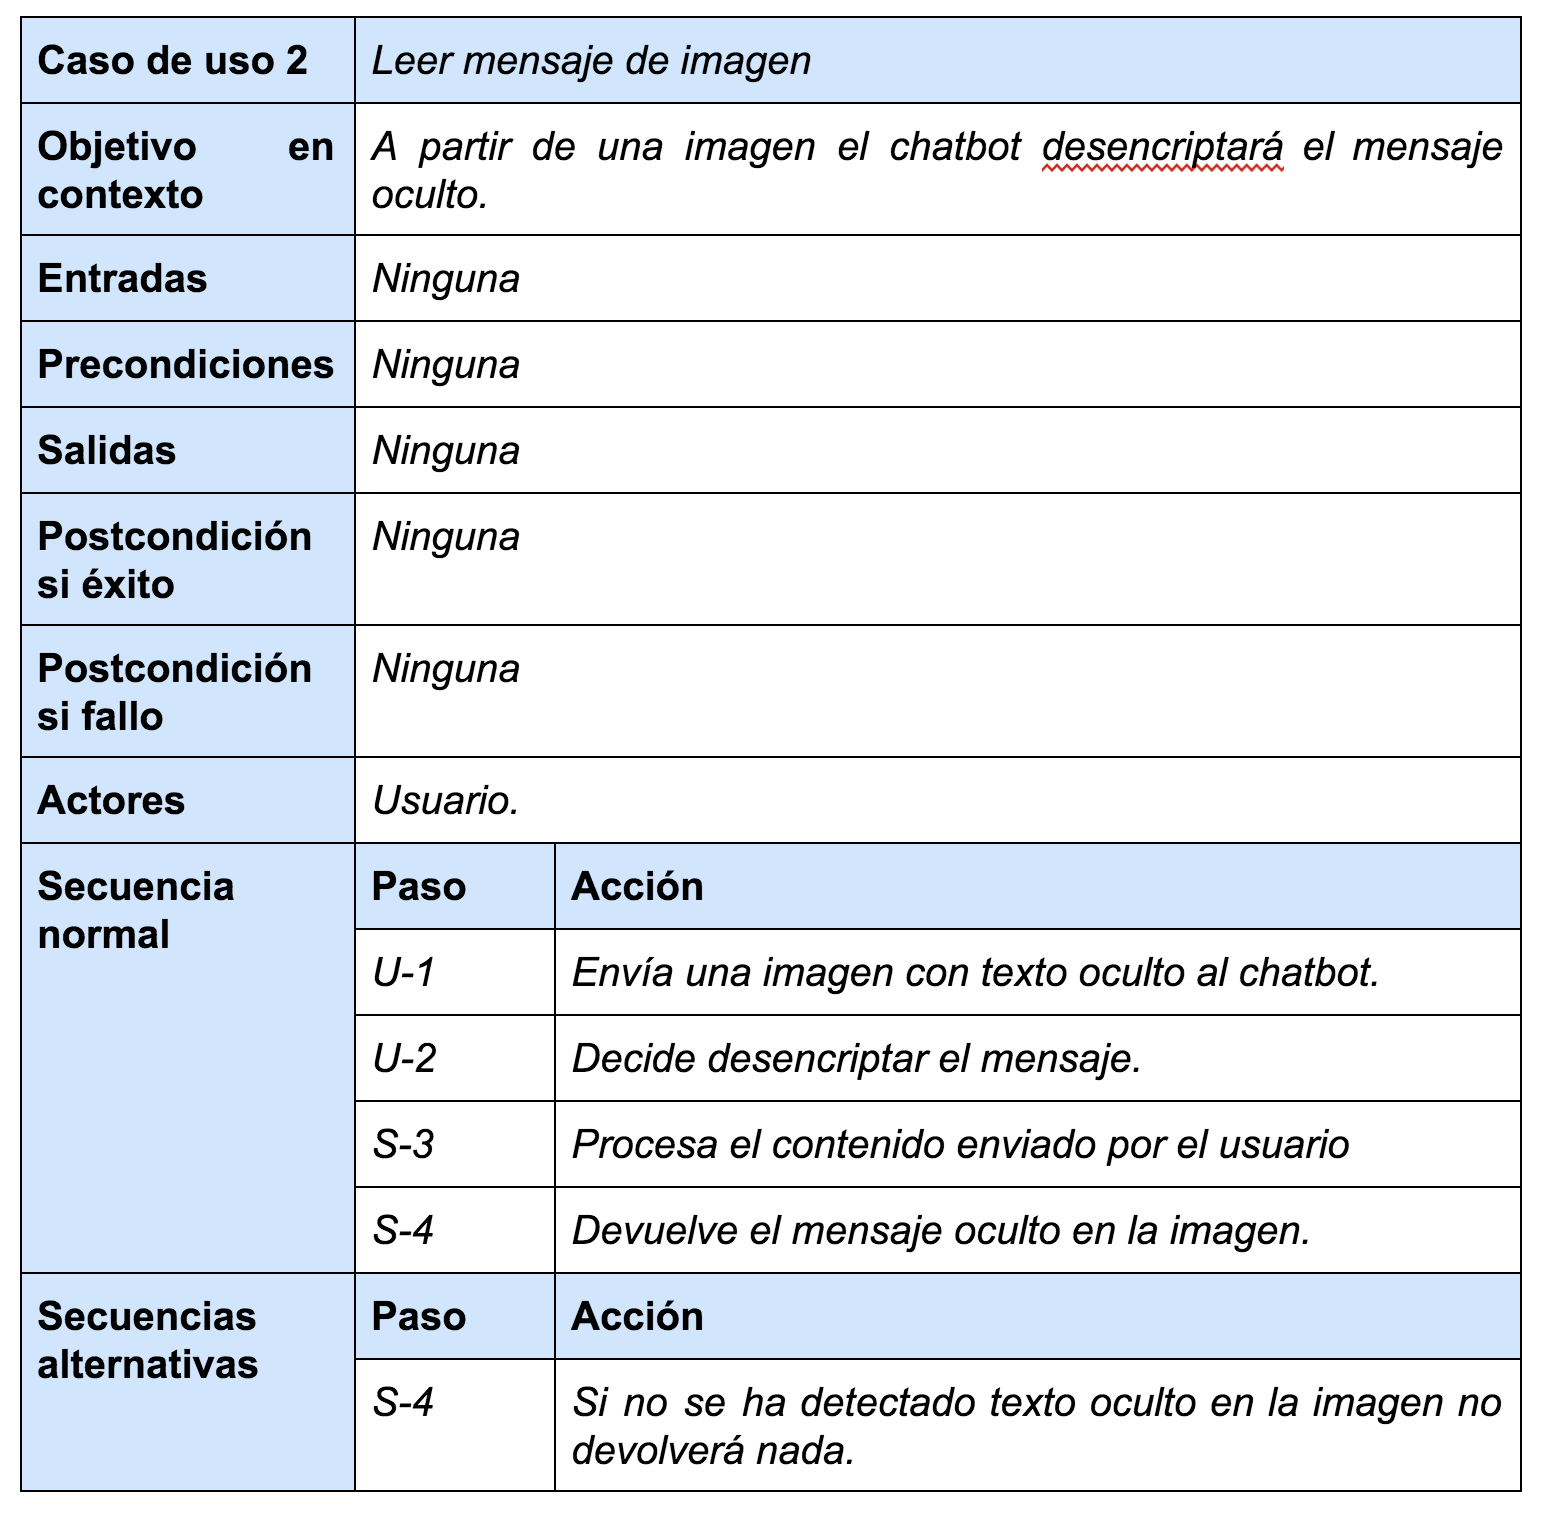 Caso de uso 2
Leer mensaje de imagen
Objetivo en
contexto
A partir de una imagen el chatbot desencriptará el mensaje
oculto.
Entradas
Ninguna
Precondiciones
Ninguna
Salidas
Ninguna
Postcondición
si éxito
Ninguna
Postcondición
si fallo
Ninguna
Actores
Usuario.
Secuencia
normal
Paso
Acción
U-1
Envía una imagen con texto oculto al chatbot.
U-2
Decide desencriptar el mensaje.
S-3
Procesa el contenido enviado por el usuario
S-4
Devuelve el mensaje oculto en la imagen.
Secuencias
alternativas
Paso
Acción
S-4
Si no se ha detectado texto oculto en la imagen no
devolverá nada.